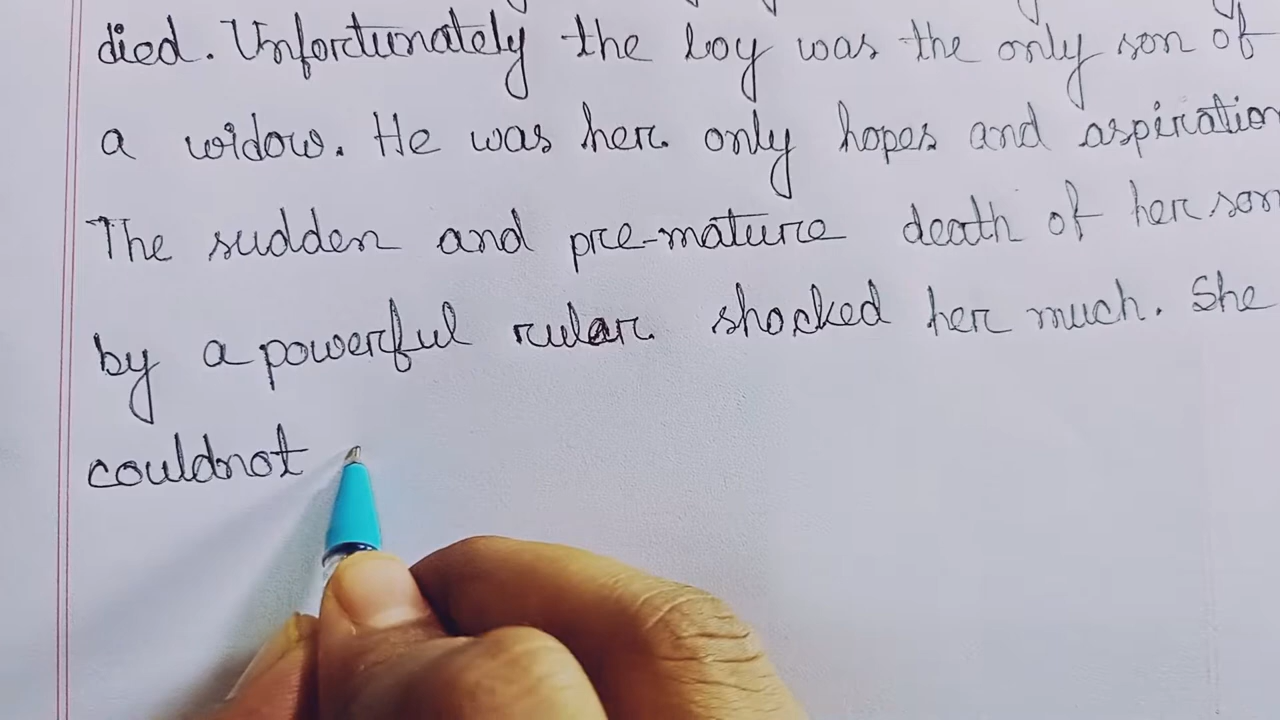 died. Unfortunately the boy was the only son of
a widow. He was her only hopes and aspiration
The sudden and pre-mature death of her son
by a powerful rular shocked her much. She
couldnot